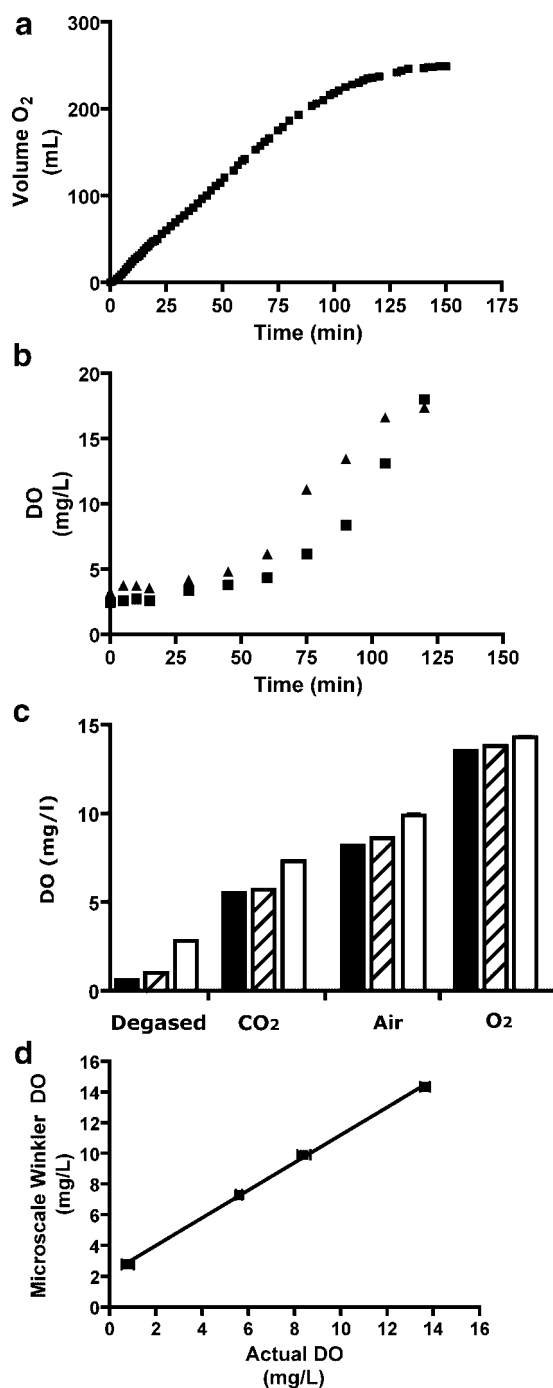 a
300
200
100
0
Volume O2
(mL)
0 25 50 75 100 125 150 175
Time (min)
b
20
15
10
5
0
DO
(mg/L)
0 25 50 75 100 125 150
Time (min)
c
15
10
5
0
DO (mg/l)
Degased CO2 Air O2
d
16
14
12
10
8
6
4
2
0
Microscale Winkler DO
(mg/L)
0 2 4 6 8 10 12 14 16
Actual DO
(mg/L)